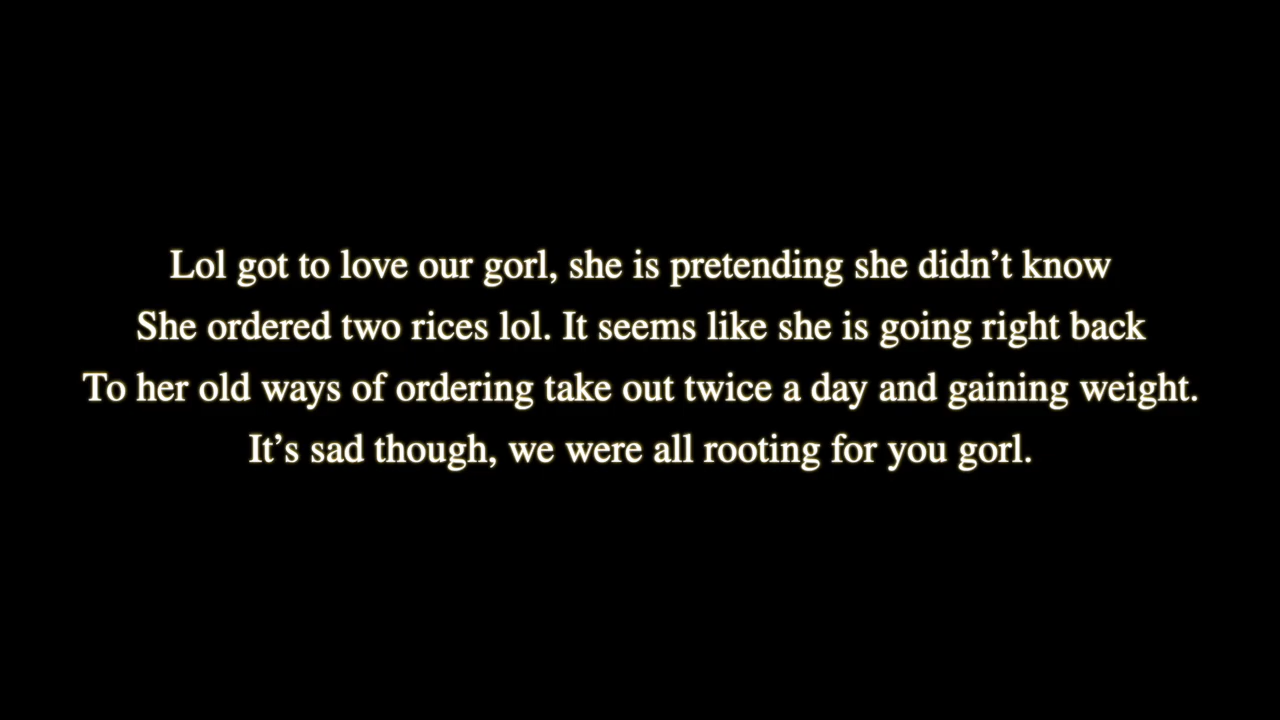 Lol got to love our gorl, she is pretending she didn’t know
She ordered two rices lol. It seems like she is going right back
To her old ways of ordering take out twice a day and gaining weight.
It’s sad though, we were all rooting for you gorl.